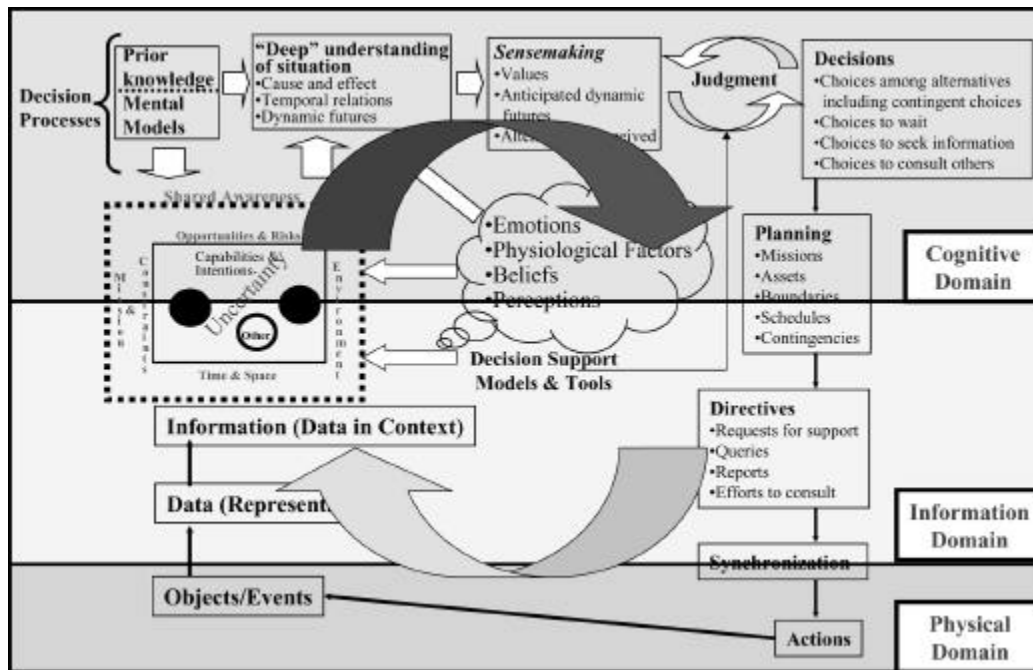 Decision
Processes
Prior
knowledge
Mental
Models
“Deep” understanding
of situation
•Cause and effect
•Temporal relations
•Dynamic futures
Sensemaking
• Values
• Anticipated dynamic
futures
Judgment
Decisions
•Choices among alternatives
including contingent choices
•Choices to wait
•Choices to seek information
•Choices to consult others
Shared Awareness
Opportunities & Risks
Mission
&
Constraints
Capabilities &
Intentions
Uncertainty
Other
Environment
Time & Space
•Emotions
•Physiological Factors
•Beliefs
•Perceptions
Decision Support
Models & Tools
Planning
•Missions
•Assets
•Boundaries
•Schedules
•Contingencies
Cognitive
Domain
Information (Data in Context)
Data
Directives
•Requests for support
•Queries
•Reports
•Efforts to consult
Information
Domain
Synchronization
Objects/Events
Actions
Physical
Domain